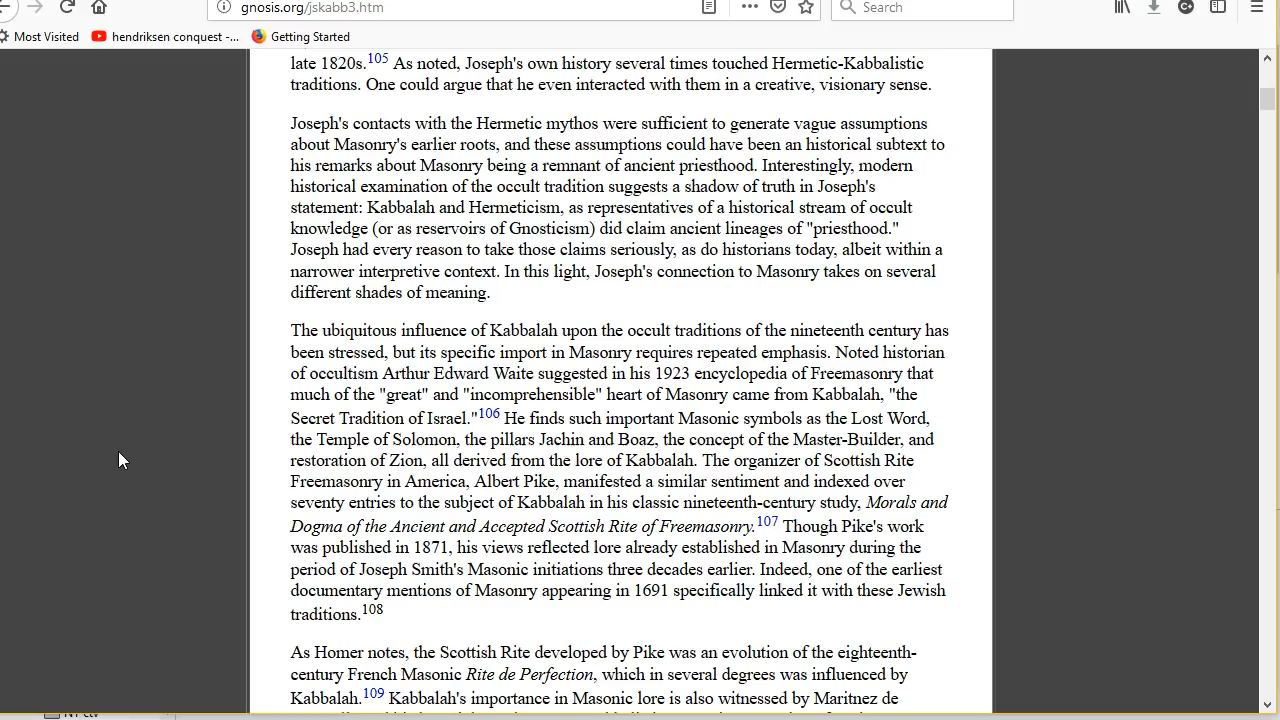 gnosis.org/jskabb3.htm
Search
Most Visited
hendriksen conquest -...
Getting Started
late 1820s.105 As noted, Joseph's own history several times touched Hermetic-Kabbalistic
traditions. One could argue that he even interacted with them in a creative, visionary sense.
Joseph's contacts with the Hermetic mythos were sufficient to generate vague assumptions
about Masonry's earlier roots, and these assumptions could have been an historical subtext to
his remarks about Masonry being a remnant of ancient priesthood. Interestingly, modern
historical examination of the occult tradition suggests a shadow of truth in Joseph's
statement: Kabbalah and Hermeticism, as representatives of a historical stream of occult
knowledge (or as reservoirs of Gnosticism) did claim ancient lineages of "priesthood."
Joseph had every reason to take those claims seriously, as do historians today, albeit within a
narrower interpretive context. In this light, Joseph's connection to Masonry takes on several
different shades of meaning.
The ubiquitous influence of Kabbalah upon the occult traditions of the nineteenth century has
been stressed, but its specific import in Masonry requires repeated emphasis. Noted historian
of occultism Arthur Edward Waite suggested in his 1923 encyclopedia of Freemasonry that
much of the "great" and "incomprehensible" heart of Masonry came from Kabbalah, "the
Secret Tradition of Israel."106 He finds such important Masonic symbols as the Lost Word,
the Temple of Solomon, the pillars Jachin and Boaz, the concept of the Master-Builder, and
restoration of Zion, all derived from the lore of Kabbalah. The organizer of Scottish Rite
Freemasonry in America, Albert Pike, manifested a similar sentiment and indexed over
seventy entries to the subject of Kabbalah in his classic nineteenth-century study, Morals and
Dogma of the Ancient and Accepted Scottish Rite of Freemasonry.107 Though Pike's work
was published in 1871, his views reflected lore already established in Masonry during the
period of Joseph Smith's Masonic initiations three decades earlier. Indeed, one of the earliest
documentary mentions of Masonry appearing in 1691 specifically linked it with these Jewish
traditions.108
As Homer notes, the Scottish Rite developed by Pike was an evolution of the eighteenth-
century French Masonic Rite de Perfection, which in several degrees was influenced by
Kabbalah.109 Kabbalah's importance in Masonic lore is also witnessed by Maritnez de